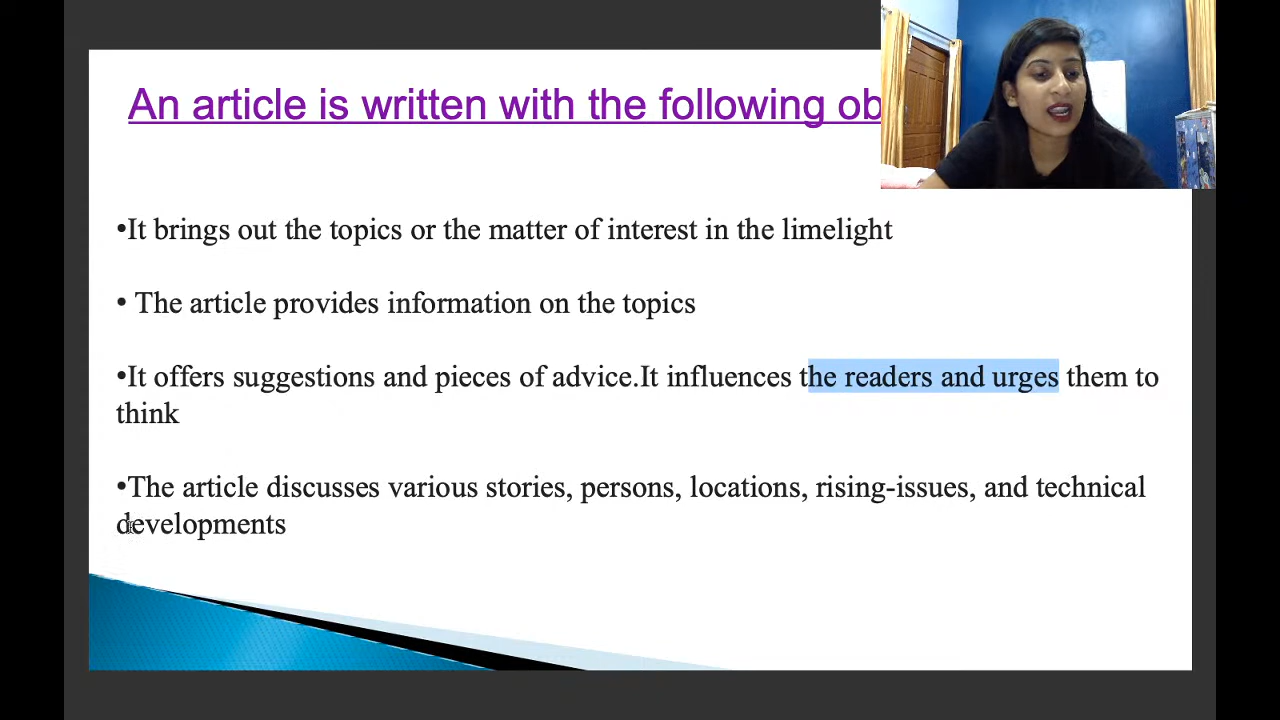 An article is written with the following ob
•It brings out the topics or the matter of interest in the limelight
• The article provides information on the topics
•It offers suggestions and pieces of advice.It influences the readers and urges them to
think
•The article discusses various stories, persons, locations, rising-issues, and technical
developments